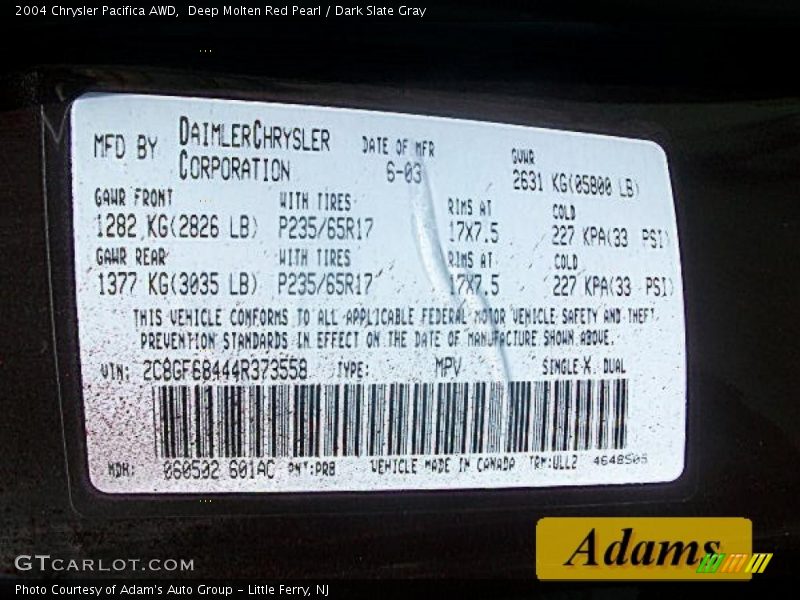 2004 Chrysler Pacifica AWD,  Deep Molten Red Pearl / Dark Slate Gray
MFD BY DAIMLERCHRYSLER CORPORATION
DATE OF MFR 6-03
GVWR 2631 KG(05800 LB)
GAWR FRONT WITH TIRES RIMS AT COLD
1282 KG(2826 LB) P235/65R17 17X7.5 227 KPA(33 PSI)
GAWR REAR WITH TIRES RIMS AT COLD
1377 KG(3035 LB) P235/65R17 17X7.5 227 KPA(33 PSI)
THIS VEHICLE CONFORMS TO ALL APPLICABLE FEDERAL MOTOR VEHICLE SAFETY AND THEFT
PREVENTION STANDARDS IN EFFECT ON THE DATE OF MANUFACTURE SHOWN ABOVE.
VIN: 2C8GF68444R373558 TYPE: MPV SINGLE X DUAL
MDH: 060502 601AC PNT:PRB VEHICLE MADE IN CANADA TRM:ULL2 4648505
Adams
GTCARLOT.COM
Photo Courtesy of Adam's Auto Group - Little Ferry, NJ